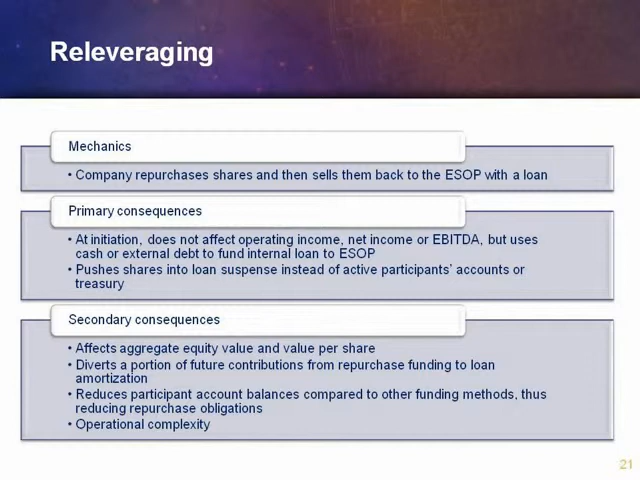 Releveraging
Mechanics
• Company repurchases shares and then sells them back to the ESOP with a loan
Primary consequences
• At initiation, does not affect operating income, net income or EBITDA, but uses
cash or external debt to fund internal loan to ESOP
• Pushes shares into loan suspense instead of active participants' accounts or
treasury
Secondary consequences
• Affects aggregate equity value and value per share
• Diverts a portion of future contributions from repurchase funding to loan
amortization
• Reduces participant account balances compared to other funding methods, thus
reducing repurchase obligations
• Operational complexity
21